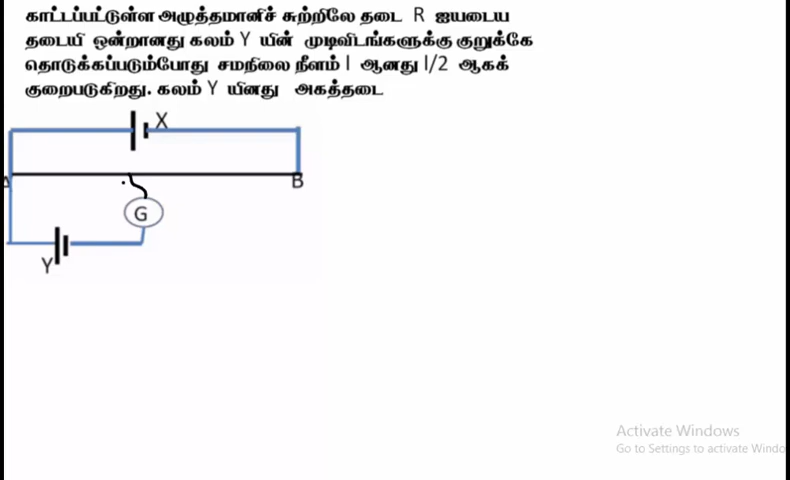 காட்டப்பட்டுள்ள அழுத்தமானிச் சுற்றிலே தடை R ஐயடைய
தடையி ஒன்றானது கலம் Y யின் முடிவிடங்களுக்கு குறுக்கே
தொடுக்கப்படும்போது சமநிலை நீளம் l ஆனது l/2 ஆகக்
குறைபடுகிறது. கலம் Y யினது அகத்தடை
X
A B
G
Y
Activate Windows
Go to Settings to activate Windo